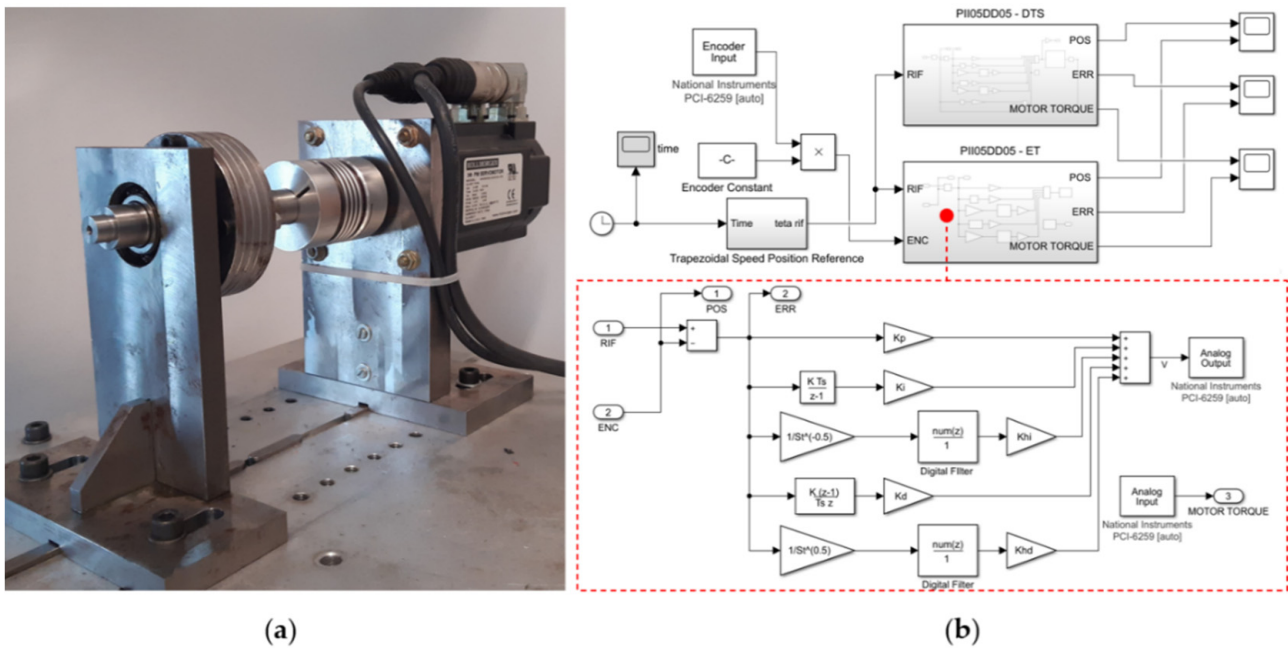 PII05DD05 - DTS
POS
RIF
ERR
MOTOR TORQUE
Encoder
Input
National Instruments
PCI-6259 [auto]
time
-C-
Encoder Constant
×
PII05DD05 - ET
POS
RIF
ERR
ENC
MOTOR TORQUE
Time
teta rif
Trapezoidal Speed Position Reference
KOLLMORGEN
1
POS
2
ERR
1
RIF
+
−
Kp
K Ts
z-1
Ki
2
ENC
1/St^(-0.5)
num(z)
1
Digital FIlter
Khi
K (z-1)
Ts z
Kd
1/St^(0.5)
num(z)
1
Digital Filter
Khd
+
+
+
+
+
V
Analog
Output
National Instruments
PCI-6259 [auto]
Analog
Input
National Instruments
PCI-6259 [auto]
3
MOTOR TORQUE
(a)
(b)